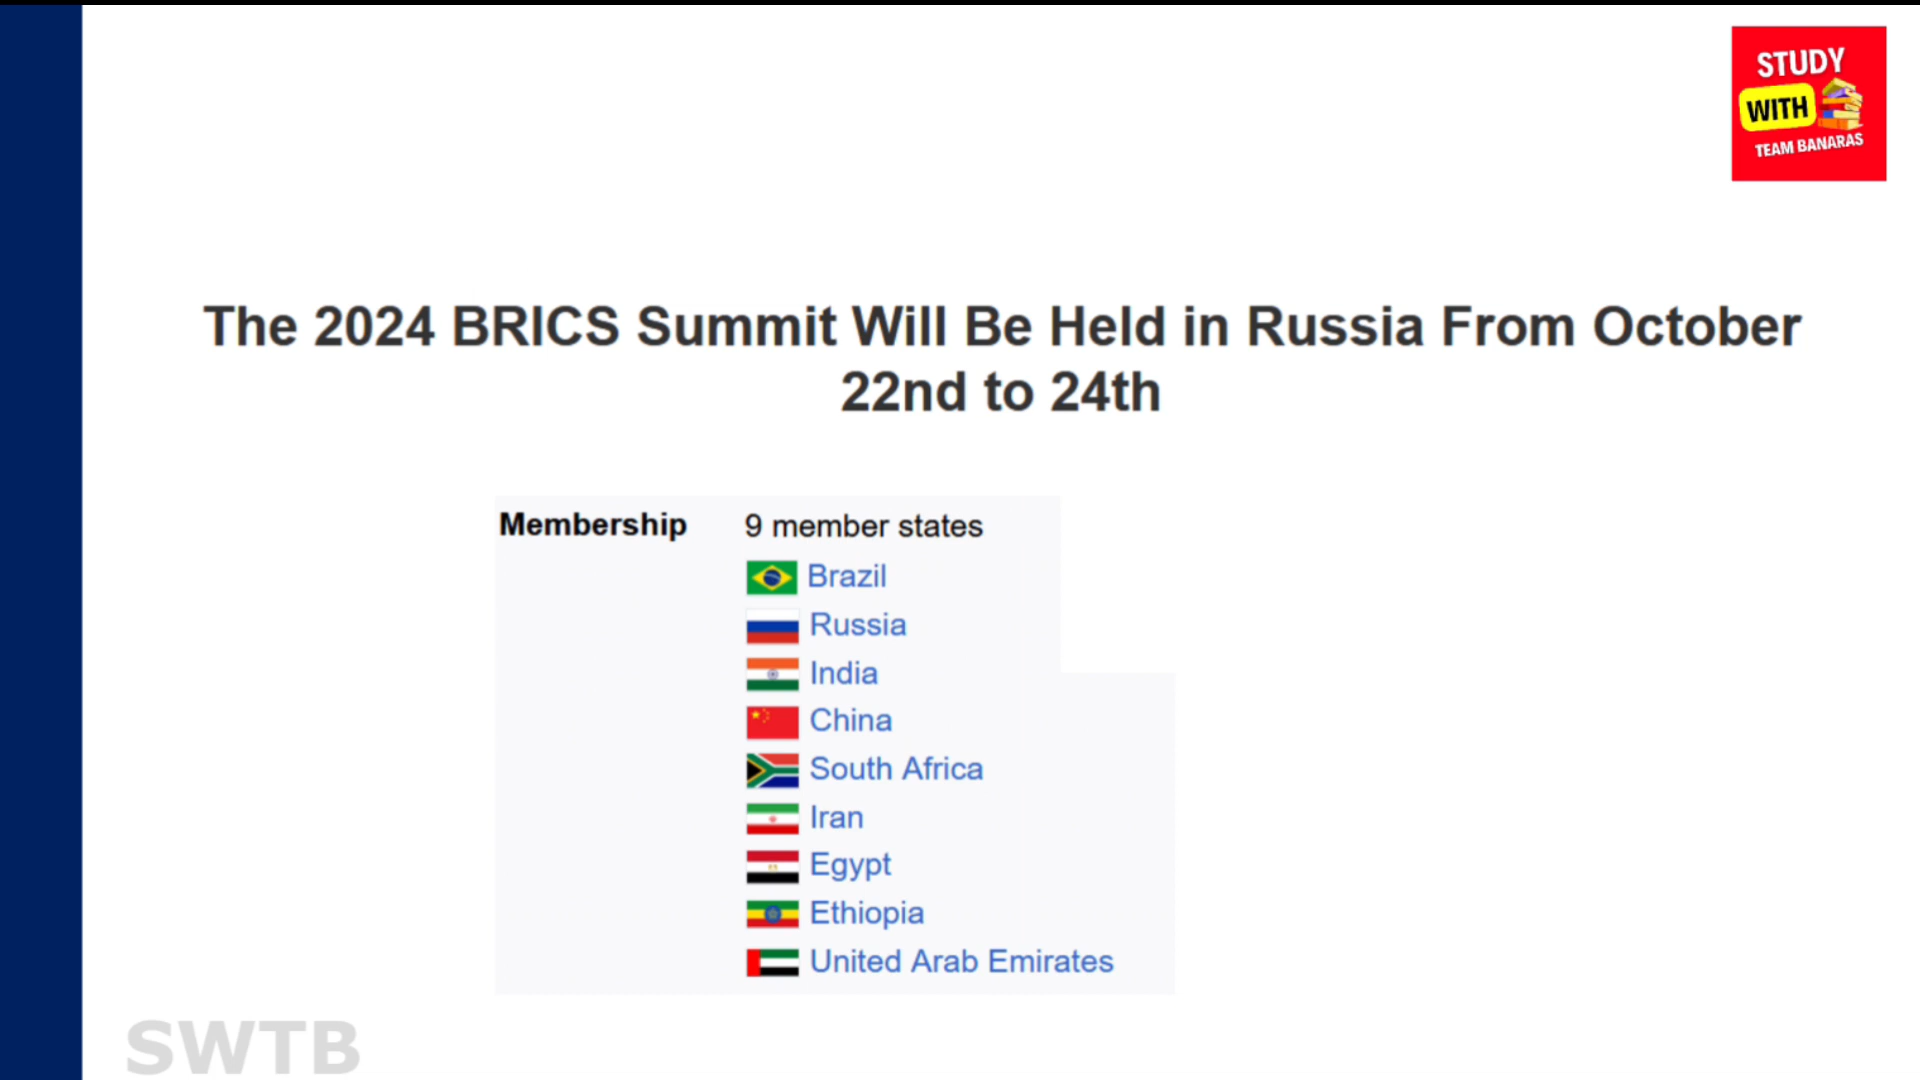 STUDY
WITH
TEAM BANARAS
The 2024 BRICS Summit Will Be Held in Russia From October
22nd to 24th
Membership 9 member states
Brazil
Russia
India
China
South Africa
Iran
Egypt
Ethiopia
United Arab Emirates
SWTB